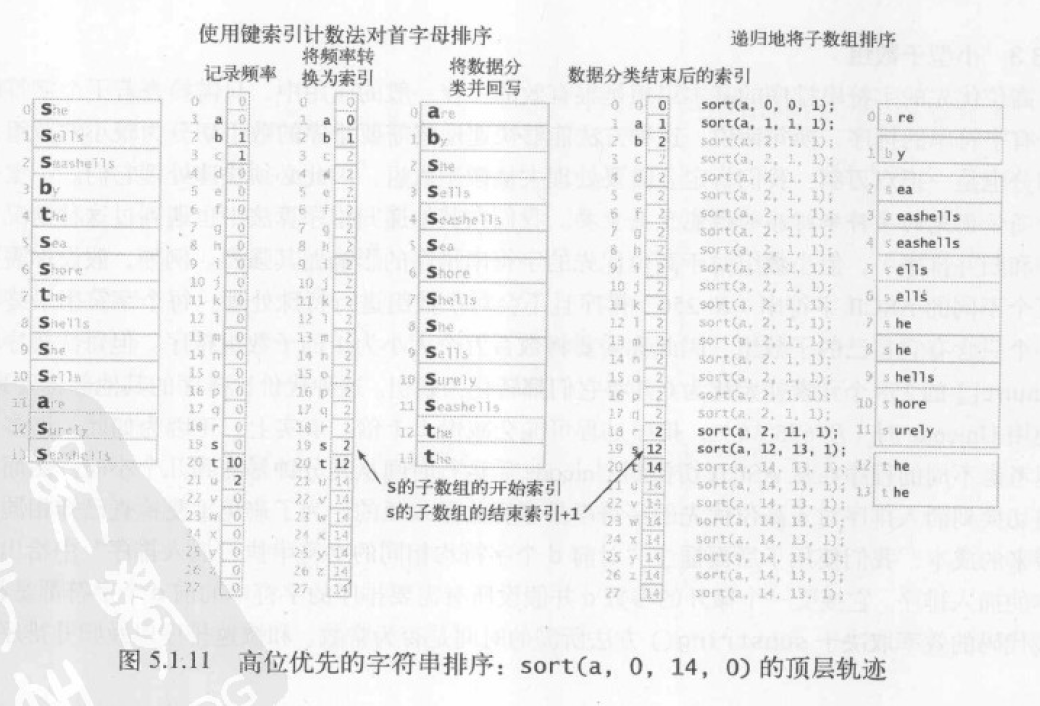 使用键索引计数法对首字母排序
递归地将子数组排序
记录频率
将频率转
换为索引
将数据分
类并回写
数据分类结束后的索引
0 She
1 Sells
2 Seashells
3 by
4 the
5 Sea
6 Shore
7 the
8 Shells
9 She
10 Sells
11 are
12 Surely
13 Seashells
0 0
1 a 0
2 b 1
3 c 1
4 d 0
5 e 0
6 f 0
7 g 0
8 h 0
9 i 0
10 j 0
11 k 0
12 l 0
13 m 0
14 n 0
15 o 0
16 p 0
17 q 0
18 r 0
19 s 0
20 t 10
21 u 2
22 v 0
23 w 0
24 x 0
25 y 0
26 z 0
27 0
0 0
1 a 0
2 b 1
3 c 2
4 d 2
5 e 2
6 f 2
7 g 2
8 h 2
9 i 2
10 j 2
11 k 2
12 l 2
13 m 2
14 n 2
15 o 2
16 p 2
17 q 2
18 r 2
19 s 2
20 t 12
21 u 14
22 v 14
23 w 14
24 x 14
25 y 14
26 z 14
27 14
0 are
1 by
2 She
3 Sells
4 Seashells
5 Sea
6 Shore
7 Shells
8 She
9 Sells
10 Surely
11 Seashells
12 the
13 the
s的子数组的开始索引
s的子数组的结束索引+1
0 0 sort(a, 0, 0, 1);
1 a 1 sort(a, 1, 1, 1);
2 b 2 sort(a, 2, 1, 1);
3 c 2 sort(a, 2, 1, 1);
5 e 2 sort(a, 2, 1, 1);
6 f 2 sort(a, 2, 1, 1);
7 g 2 sort(a, 2, 1, 1);
8 h 2 sort(a, 2, 1, 1);
9 i 2 sort(a, 2, 1, 1);
10 j 2 sort(a, 2, 1, 1);
11 k 2 sort(a, 2, 1, 1);
12 l 2 sort(a, 2, 1, 1);
13 m 2 sort(a, 2, 1, 1);
14 n 2 sort(a, 2, 1, 1);
15 o 2 sort(a, 2, 1, 1);
16 p 2 sort(a, 2, 1, 1);
17 q 2 sort(a, 2, 1, 1);
18 r 2 sort(a, 2, 11, 1);
19 s 12 sort(a, 12, 13, 1);
20 t 14 sort(a, 14, 13, 1);
21 u 14 sort(a, 14, 13, 1);
22 v 14 sort(a, 14, 13, 1);
23 w 14 sort(a, 14, 13, 1);
24 x 14 sort(a, 14, 13, 1);
25 y 14 sort(a, 14, 13, 1);
26 z 14 sort(a, 14, 13, 1);
27 14 sort(a, 14, 13, 1);
0 are
1 by
2 sea
3 seashells
4 seashells
5 sells
6 sells
7 she
8 she
9 shells
10 shore
11 surely
12 the
13 the
图 5.1.11 高位优先的字符串排序：sort(a, 0, 14, 0) 的顶层轨迹